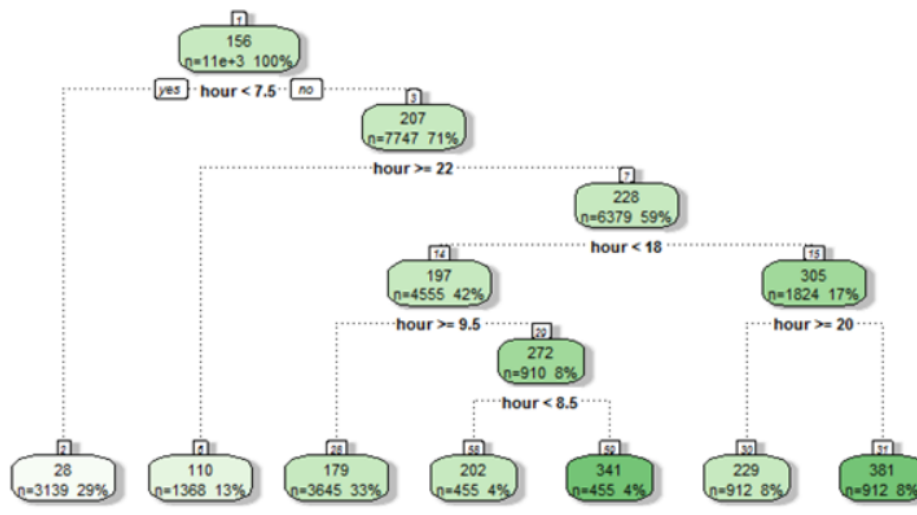 1
156
n=11e+3 100%
yes hour < 7.5 no
3
207
n=7747 71%
hour >= 22
7
228
n=6379 59%
hour < 18
14 15
197 305
n=4555 42% n=1824 17%
hour >= 9.5 hour >= 20
29
272
n=910 8%
hour < 8.5
2 6 28 58 59 30 31
28 110 179 202 341 229 381
n=3139 29% n=1368 13% n=3645 33% n=455 4% n=455 4% n=912 8% n=912 8%